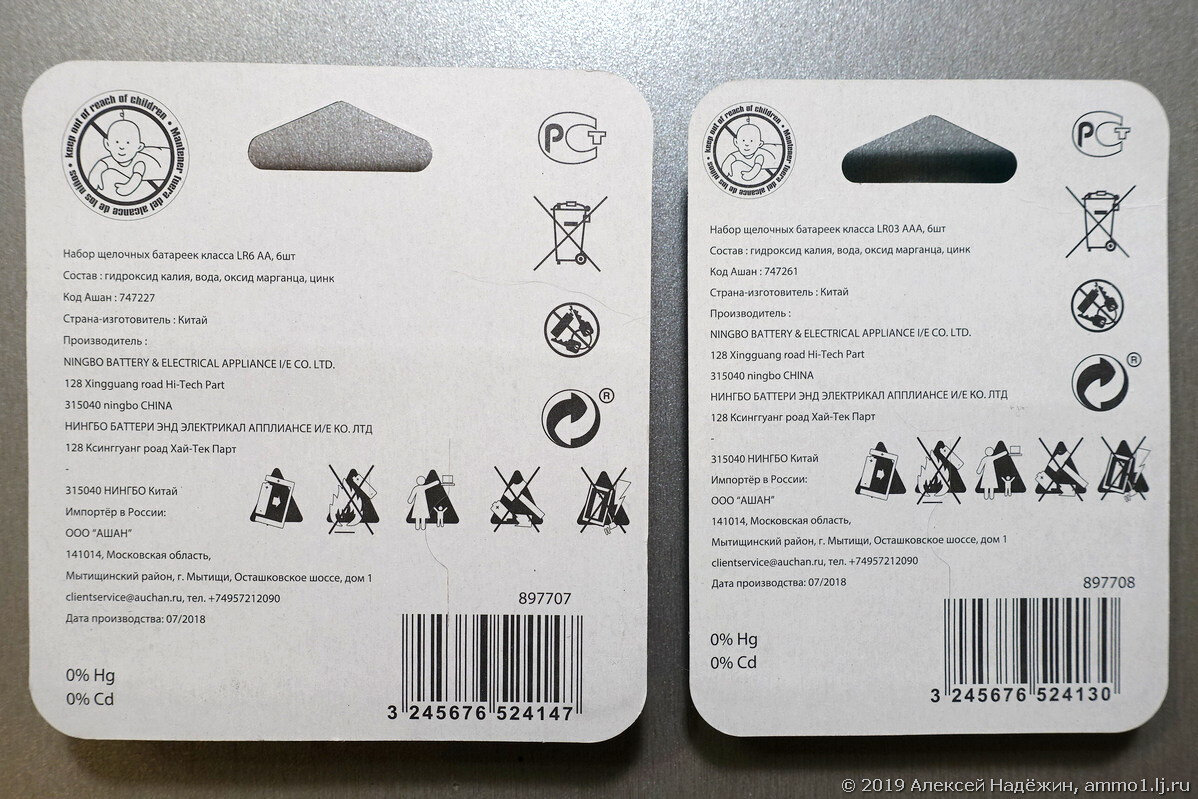 keep out of reach of children • Mantener fuera del alcance de los niños •
РСТ
Набор щелочных батареек класса LR6 AA, 6шт
Состав : гидроксид калия, вода, оксид марганца, цинк
Код Ашан : 747227
Страна-изготовитель : Китай
Производитель :
NINGBO BATTERY & ELECTRICAL APPLIANCE I/E CO. LTD.
128 Xingguang road Hi-Tech Part
315040 ningbo CHINA
НИНГБО БАТТЕРИ ЭНД ЭЛЕКТРИКАЛ АППЛИАНСЕ И/Е КО. ЛТД
128 Ксинггуанг роад Хай-Тек Парт
-
315040 НИНГБО Китай
Импортёр в России:
ООО "АШАН"
141014, Московская область,
Мытищинский район, г. Мытищи, Осташковское шоссе, дом 1
clientservice@auchan.ru, тел. +74957212090
Дата производства: 07/2018
0% Hg
0% Cd
®
897707
3 245676 524147
keep out of reach of children • Mantener fuera del alcance de los niños •
РСТ
Набор щелочных батареек класса LR03 AAA, 6шт
Состав : гидроксид калия, вода, оксид марганца, цинк
Код Ашан : 747261
Страна-изготовитель : Китай
Производитель :
NINGBO BATTERY & ELECTRICAL APPLIANCE I/E CO. LTD.
128 Xingguang road Hi-Tech Part
315040 ningbo CHINA
НИНГБО БАТТЕРИ ЭНД ЭЛЕКТРИКАЛ АППЛИАНСЕ И/Е КО. ЛТД
128 Ксинггуанг роад Хай-Тек Парт
-
315040 НИНГБО Китай
Импортёр в России:
ООО "АШАН"
141014, Московская область,
Мытищинский район, г. Мытищи, Осташковское шоссе, дом 1
clientservice@auchan.ru, тел. +74957212090
Дата производства: 07/2018
0% Hg
0% Cd
®
897708
3 245676 524130
© 2019 Алексей Надёжин, ammo1.lj.ru